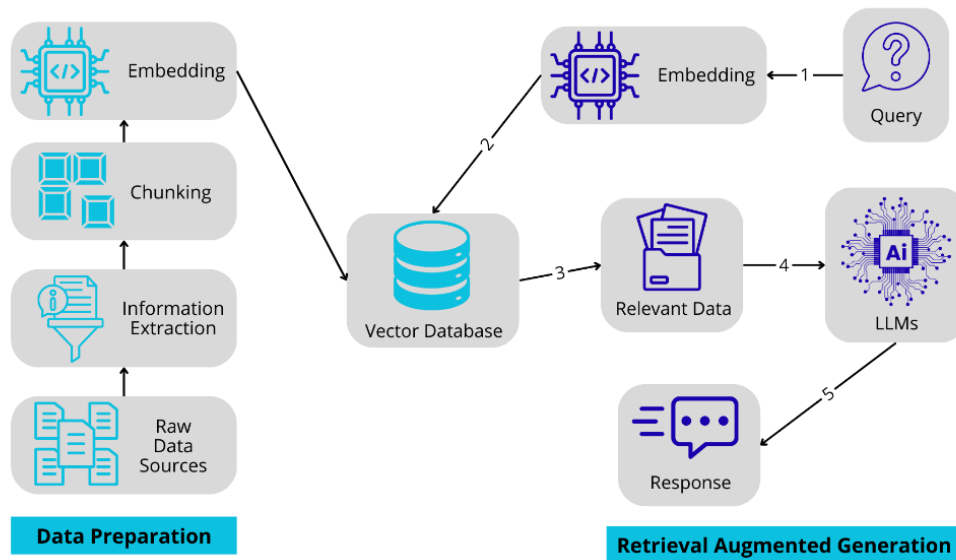 Embedding
Chunking
Information
Extraction
Raw
Data
Sources
Data Preparation
Embedding
1
Query
2
Vector Database
3
Relevant Data
4
Ai
LLMs
5
Response
Retrieval Augmented Generation